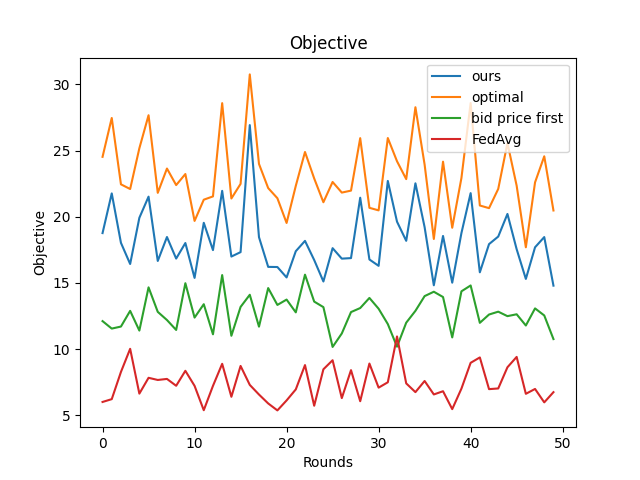 Objective
ours
optimal
bid price first
FedAvg
30
25
20
15
10
5
Objective
0 10 20 30 40 50
Rounds